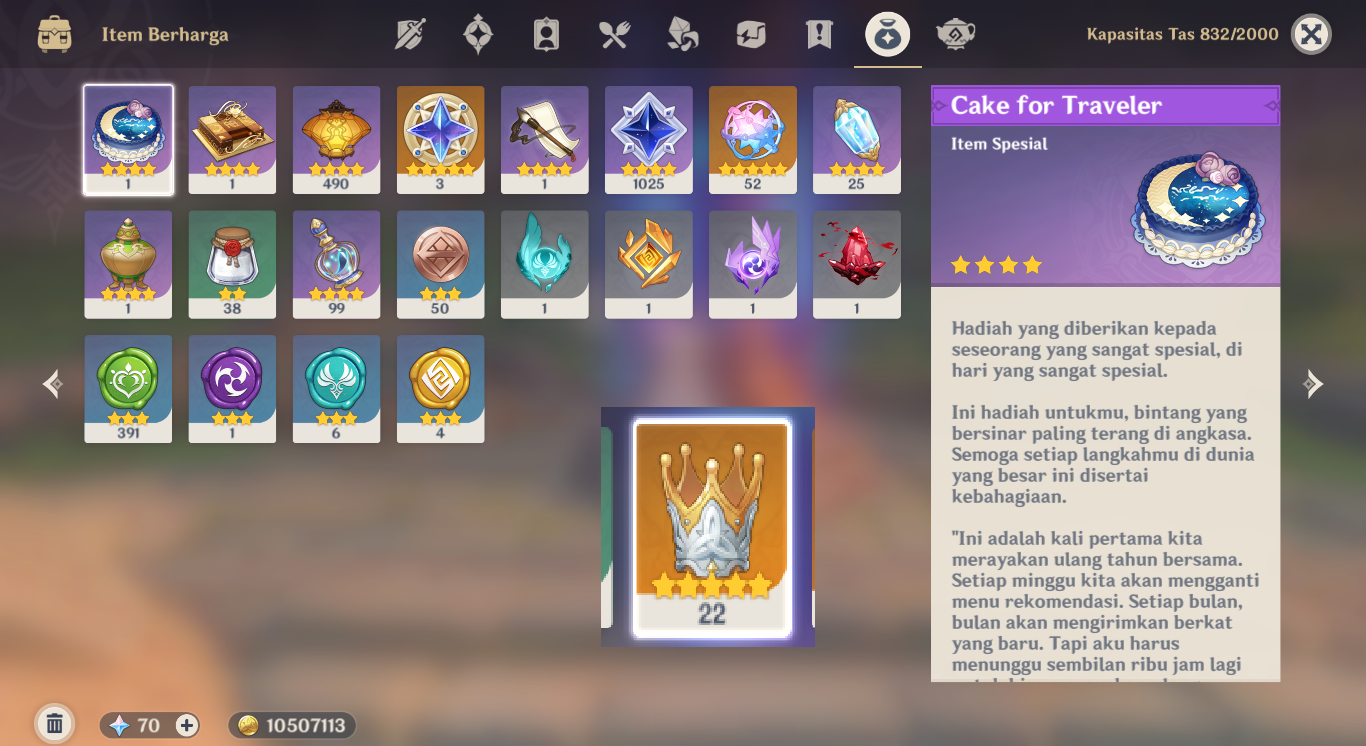 Item Berharga
Kapasitas Tas 832/2000
1
1
490
3
1
1025
52
25
1
38
99
50
1
1
1
1
391
1
6
4
22
Cake for Traveler
Item Spesial
Hadiah yang diberikan kepada
seseorang yang sangat spesial, di
hari yang sangat spesial.
Ini hadiah untukmu, bintang yang
bersinar paling terang di angkasa.
Semoga setiap langkahmu di dunia
yang besar ini disertai
kebahagiaan.
"Ini adalah kali pertama kita
merayakan ulang tahun bersama.
Setiap minggu kita akan mengganti
menu rekomendasi. Setiap bulan,
bulan akan mengirimkan berkat
yang baru. Tapi aku harus
menunggu sembilan ribu jam lagi
70
10507113